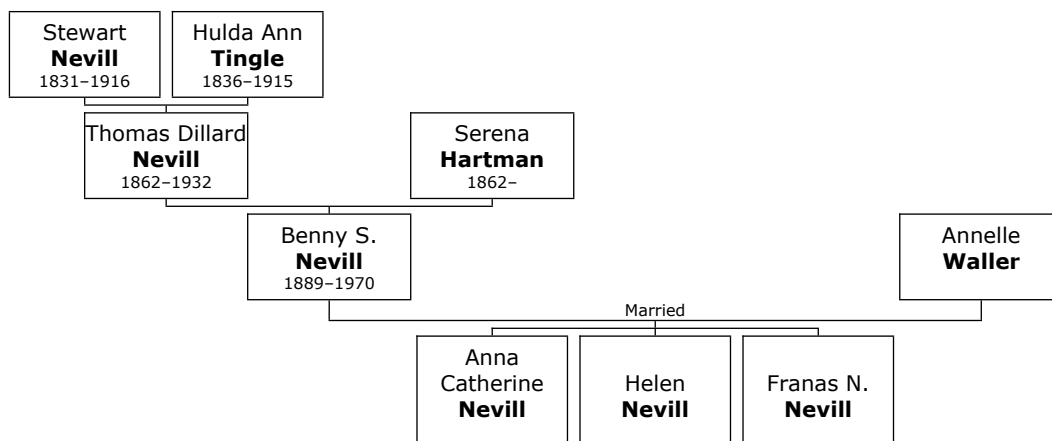 Stewart
Nevill
1831–1916
Hulda Ann
Tingle
1836–1915
Thomas Dillard
Nevill
1862–1932
Serena
Hartman
1862–
Benny S.
Nevill
1889–1970
Annelle
Waller
Married
Anna
Catherine
Nevill
Helen
Nevill
Franas N.
Nevill